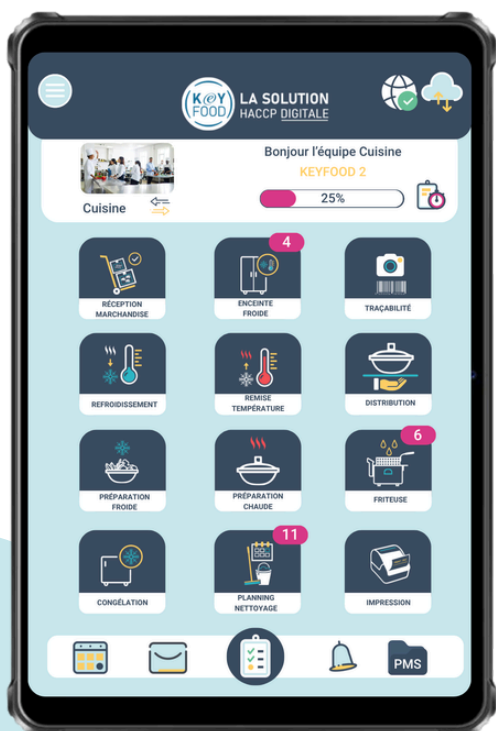 K@Y
FOOD
LA SOLUTION
HACCP DIGITALE
Bonjour l'équipe Cuisine
KEYFOOD 2
25%
Cuisine
RÉCEPTION
MARCHANDISE
4
ENCEINTE
FROIDE
TRAÇABILITÉ
REFROIDISSEMENT
REMISE
TEMPÉRATURE
DISTRIBUTION
PRÉPARATION
FROIDE
PRÉPARATION
CHAUDE
6
FRITEUSE
CONGÉLATION
11
PLANNING
NETTOYAGE
IMPRESSION
PMS